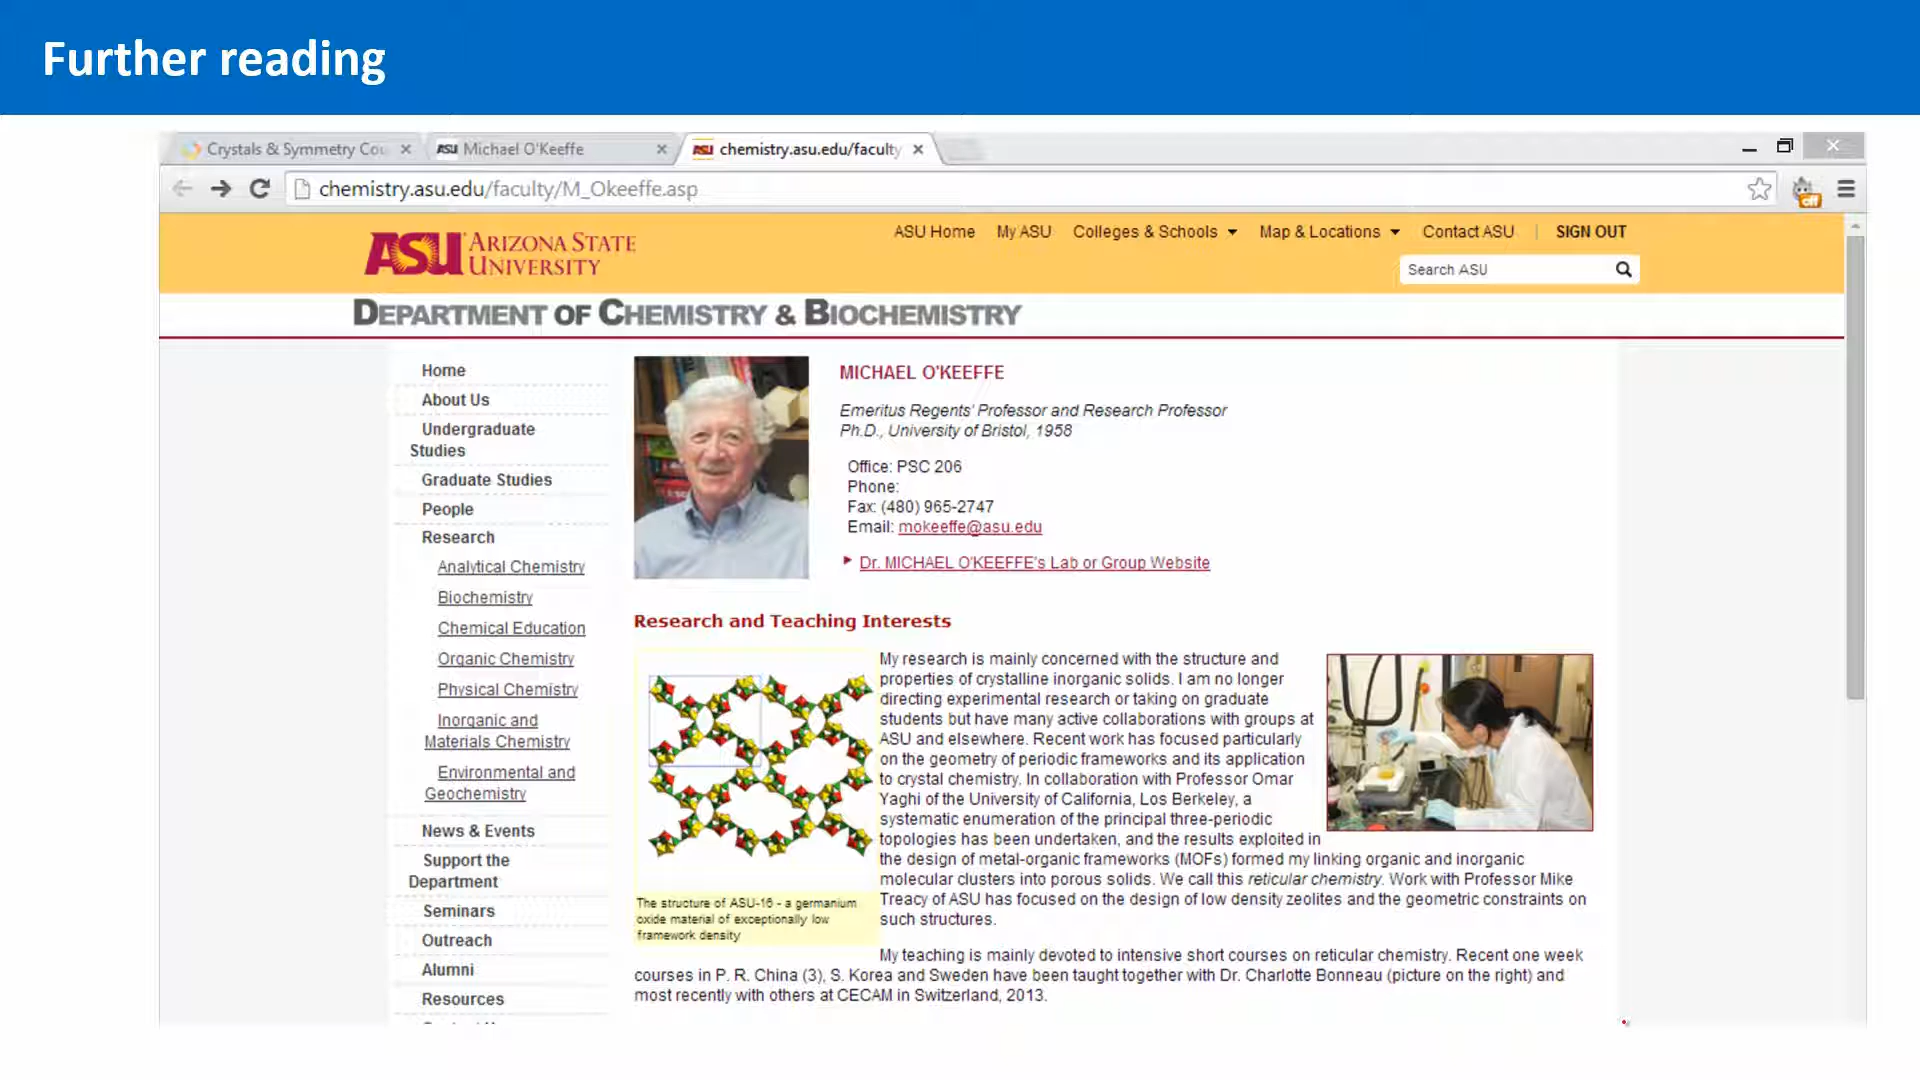 Further reading
Crystals & Symmetry Cou
ASU Michael O'Keeffe
ASU chemistry.asu.edu/faculty
chemistry.asu.edu/faculty/M_Okeeffe.asp
off
ASU Home My ASU Colleges & Schools Map & Locations Contact ASU | SIGN OUT
ASU ARIZONA STATE
UNIVERSITY
Search ASU
DEPARTMENT OF CHEMISTRY & BIOCHEMISTRY
Home
About Us
Undergraduate
Studies
Graduate Studies
People
Research
Analytical Chemistry
Biochemistry
Chemical Education
Organic Chemistry
Physical Chemistry
Inorganic and
Materials Chemistry
Environmental and
Geochemistry
News & Events
Support the
Department
Seminars
Outreach
Alumni
Resources
MICHAEL O'KEEFFE
Emeritus Regents' Professor and Research Professor
Ph.D., University of Bristol, 1958
Office: PSC 206
Phone:
Fax: (480) 965-2747
Email: mokeeffe@asu.edu
Dr. MICHAEL O'KEEFFE's Lab or Group Website
Research and Teaching Interests
My research is mainly concerned with the structure and
properties of crystalline inorganic solids. I am no longer
directing experimental research or taking on graduate
students but have many active collaborations with groups at
ASU and elsewhere. Recent work has focused particularly
on the geometry of periodic frameworks and its application
to crystal chemistry. In collaboration with Professor Omar
Yaghi of the University of California, Los Berkeley, a
systematic enumeration of the principal three-periodic
topologies has been undertaken, and the results exploited in
the design of metal-organic frameworks (MOFs) formed my linking organic and inorganic
molecular clusters into porous solids. We call this reticular chemistry. Work with Professor Mike
Treacy of ASU has focused on the design of low density zeolites and the geometric constraints on
such structures.
The structure of ASU-16 - a germanium
oxide material of exceptionally low
framework density
My teaching is mainly devoted to intensive short courses on reticular chemistry. Recent one week
courses in P. R. China (3), S. Korea and Sweden have been taught together with Dr. Charlotte Bonneau (picture on the right) and
most recently with others at CECAM in Switzerland, 2013.